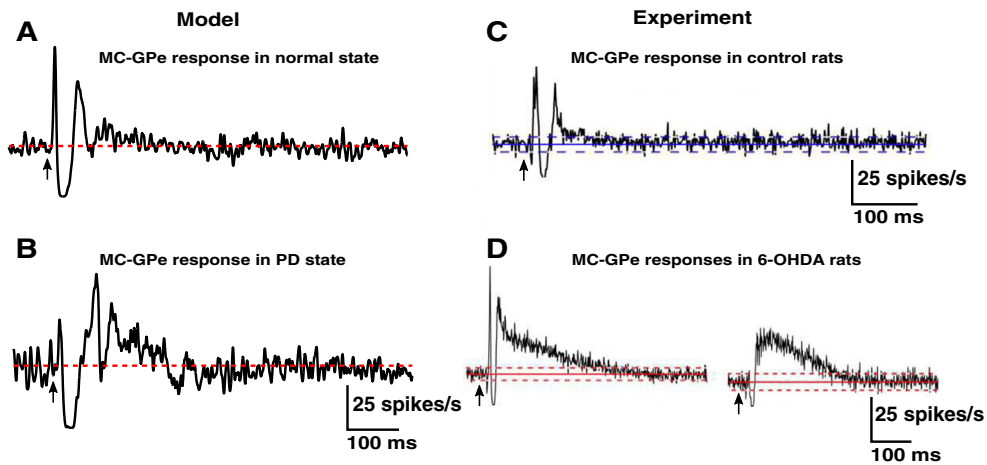 Model
Experiment
A
MC-GPe response in normal state
C
MC-GPe response in control rats
25 spikes/s
100 ms
B
MC-GPe response in PD state
25 spikes/s
100 ms
D
MC-GPe responses in 6-OHDA rats
25 spikes/s
100 ms